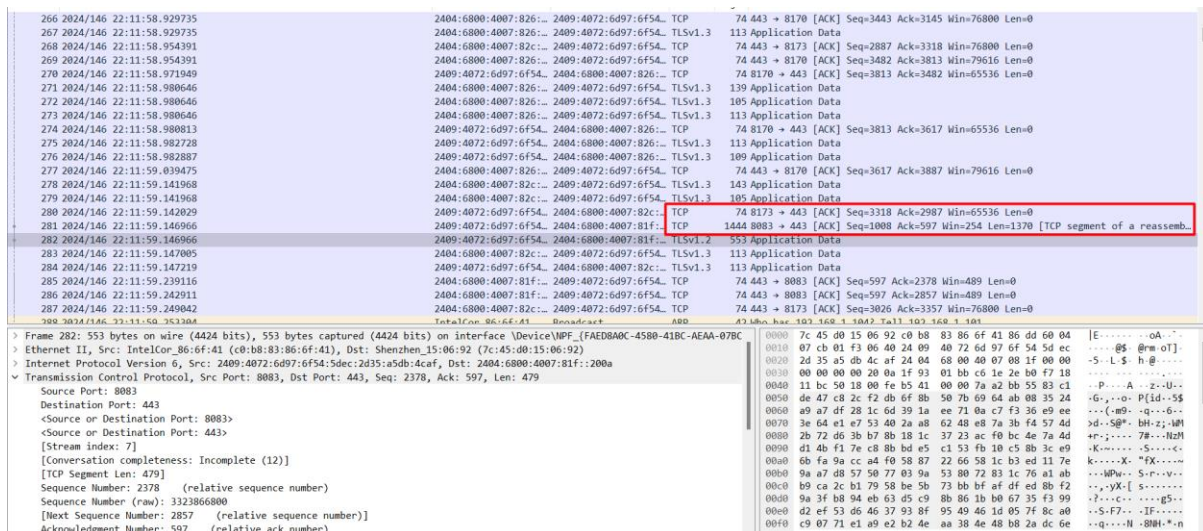 266 2024/146 22:11:58.929735 2404:6800:4007:826:… 2409:4072:6d97:6f54… TCP 74 443 → 8170 [ACK] Seq=3443 Ack=3145 Win=76800 Len=0
267 2024/146 22:11:58.929735 2404:6800:4007:826:… 2409:4072:6d97:6f54… TLSv1.3 113 Application Data
268 2024/146 22:11:58.954391 2404:6800:4007:82c:… 2409:4072:6d97:6f54… TCP 74 443 → 8173 [ACK] Seq=2887 Ack=3318 Win=76800 Len=0
269 2024/146 22:11:58.954391 2404:6800:4007:826:… 2409:4072:6d97:6f54… TCP 74 443 → 8170 [ACK] Seq=3482 Ack=3813 Win=79616 Len=0
270 2024/146 22:11:58.971949 2409:4072:6d97:6f54… 2404:6800:4007:826:… TCP 74 8170 → 443 [ACK] Seq=3813 Ack=3482 Win=65536 Len=0
271 2024/146 22:11:58.980646 2404:6800:4007:826:… 2409:4072:6d97:6f54… TLSv1.3 139 Application Data
272 2024/146 22:11:58.980646 2404:6800:4007:826:… 2409:4072:6d97:6f54… TLSv1.3 105 Application Data
273 2024/146 22:11:58.980646 2404:6800:4007:826:… 2409:4072:6d97:6f54… TLSv1.3 113 Application Data
274 2024/146 22:11:58.980813 2409:4072:6d97:6f54… 2404:6800:4007:826:… TCP 74 8170 → 443 [ACK] Seq=3813 Ack=3617 Win=65536 Len=0
275 2024/146 22:11:58.982728 2409:4072:6d97:6f54… 2404:6800:4007:826:… TLSv1.3 113 Application Data
276 2024/146 22:11:58.982887 2409:4072:6d97:6f54… 2404:6800:4007:826:… TLSv1.3 109 Application Data
277 2024/146 22:11:59.039475 2404:6800:4007:826:… 2409:4072:6d97:6f54… TCP 74 443 → 8170 [ACK] Seq=3617 Ack=3887 Win=79616 Len=0
278 2024/146 22:11:59.141968 2404:6800:4007:82c:… 2409:4072:6d97:6f54… TLSv1.3 143 Application Data
279 2024/146 22:11:59.141968 2404:6800:4007:82c:… 2409:4072:6d97:6f54… TLSv1.3 105 Application Data
280 2024/146 22:11:59.142029 2409:4072:6d97:6f54… 2404:6800:4007:82c:… TCP 74 8173 → 443 [ACK] Seq=3318 Ack=2987 Win=65536 Len=0
281 2024/146 22:11:59.146966 2409:4072:6d97:6f54… 2404:6800:4007:81f:… TCP 1444 8083 → 443 [ACK] Seq=1008 Ack=597 Win=254 Len=1370 [TCP segment of a reassemb…
282 2024/146 22:11:59.146966 2409:4072:6d97:6f54… 2404:6800:4007:81f:… TLSv1.2 553 Application Data
283 2024/146 22:11:59.147005 2409:4072:6d97:6f54… 2404:6800:4007:82c:… TLSv1.3 113 Application Data
284 2024/146 22:11:59.147219 2409:4072:6d97:6f54… 2404:6800:4007:82c:… TLSv1.3 113 Application Data
285 2024/146 22:11:59.239116 2404:6800:4007:81f:… 2409:4072:6d97:6f54… TCP 74 443 → 8083 [ACK] Seq=597 Ack=2378 Win=489 Len=0
286 2024/146 22:11:59.242911 2404:6800:4007:81f:… 2409:4072:6d97:6f54… TCP 74 443 → 8083 [ACK] Seq=597 Ack=2857 Win=489 Len=0
287 2024/146 22:11:59.249042 2404:6800:4007:82c:… 2409:4072:6d97:6f54… TCP 74 443 → 8173 [ACK] Seq=3026 Ack=3357 Win=76800 Len=0
288 2024/146 22:11:59.253304 IntelCor_86:6f:41 Broadcast ARP 42 Who has 192.168.1.104? Tell 192.168.1.101
Frame 282: 553 bytes on wire (4424 bits), 553 bytes captured (4424 bits) on interface \Device\NPF_{FAED8A0C-4580-41BC-AEAA-07BC
Ethernet II, Src: IntelCor_86:6f:41 (c0:b8:83:86:6f:41), Dst: Shenzhen_15:06:92 (7c:45:d0:15:06:92)
Internet Protocol Version 6, Src: 2409:4072:6d97:6f54:5dec:2d35:a5db:4caf, Dst: 2404:6800:4007:81f::200a
Transmission Control Protocol, Src Port: 8083, Dst Port: 443, Seq: 2378, Ack: 597, Len: 479
Source Port: 8083
Destination Port: 443
<Source or Destination Port: 8083>
<Source or Destination Port: 443>
[Stream index: 7]
[Conversation completeness: Incomplete (12)]
[TCP Segment Len: 479]
Sequence Number: 2378 (relative sequence number)
Sequence Number (raw): 3323866800
[Next Sequence Number: 2857 (relative sequence number)]
Acknowledgment Number: 597 (relative ack number)
0000 7c 45 d0 15 06 92 c0 b8 83 86 6f 41 86 dd 60 04
0010 07 cb 01 f3 06 40 24 09 40 72 6d 97 6f 54 5d ec
0020 2d 35 a5 db 4c af 24 04 68 00 40 07 08 1f 00 00
0030 00 00 00 00 20 0a 1f 93 01 bb c6 1e 2e b0 f7 18
0040 11 bc 50 18 00 fe b5 41 00 00 7a a2 bb 55 83 c1
0050 de 47 c8 2c f2 db 6f 8b 50 7b 69 64 ab 08 35 24
0060 a9 a7 df 28 1c 6d 39 1a ee 71 0a c7 f3 36 e9 ee
0070 3e 64 e1 e7 53 40 2a a8 62 48 e8 7a 3b f4 57 4d
0080 2b 72 d6 3b b7 8b 18 1c 37 23 ac f0 bc 4e 7a 4d
0090 d1 4b f1 7e c8 8b bd e5 c1 53 fb 10 c5 8b 3c e9
00a0 6b fa 9a cc a4 f0 58 87 22 66 58 1c b3 ed 11 7e
00b0 9a a7 d8 57 50 77 03 9a 53 80 72 83 1c 76 a1 ab
00c0 b9 ca 2c b1 79 58 be 5b 73 bb bf af df ed 8b f2
00d0 9a 3f b8 94 eb 63 d5 c9 8b 86 1b b0 67 35 f3 99
00e0 d2 ef 53 d6 46 37 93 8f 95 49 46 1d 05 7f 8c a0
00f0 c9 07 71 e1 a9 e2 b2 4e aa 38 4e 48 b8 2a dc 6e